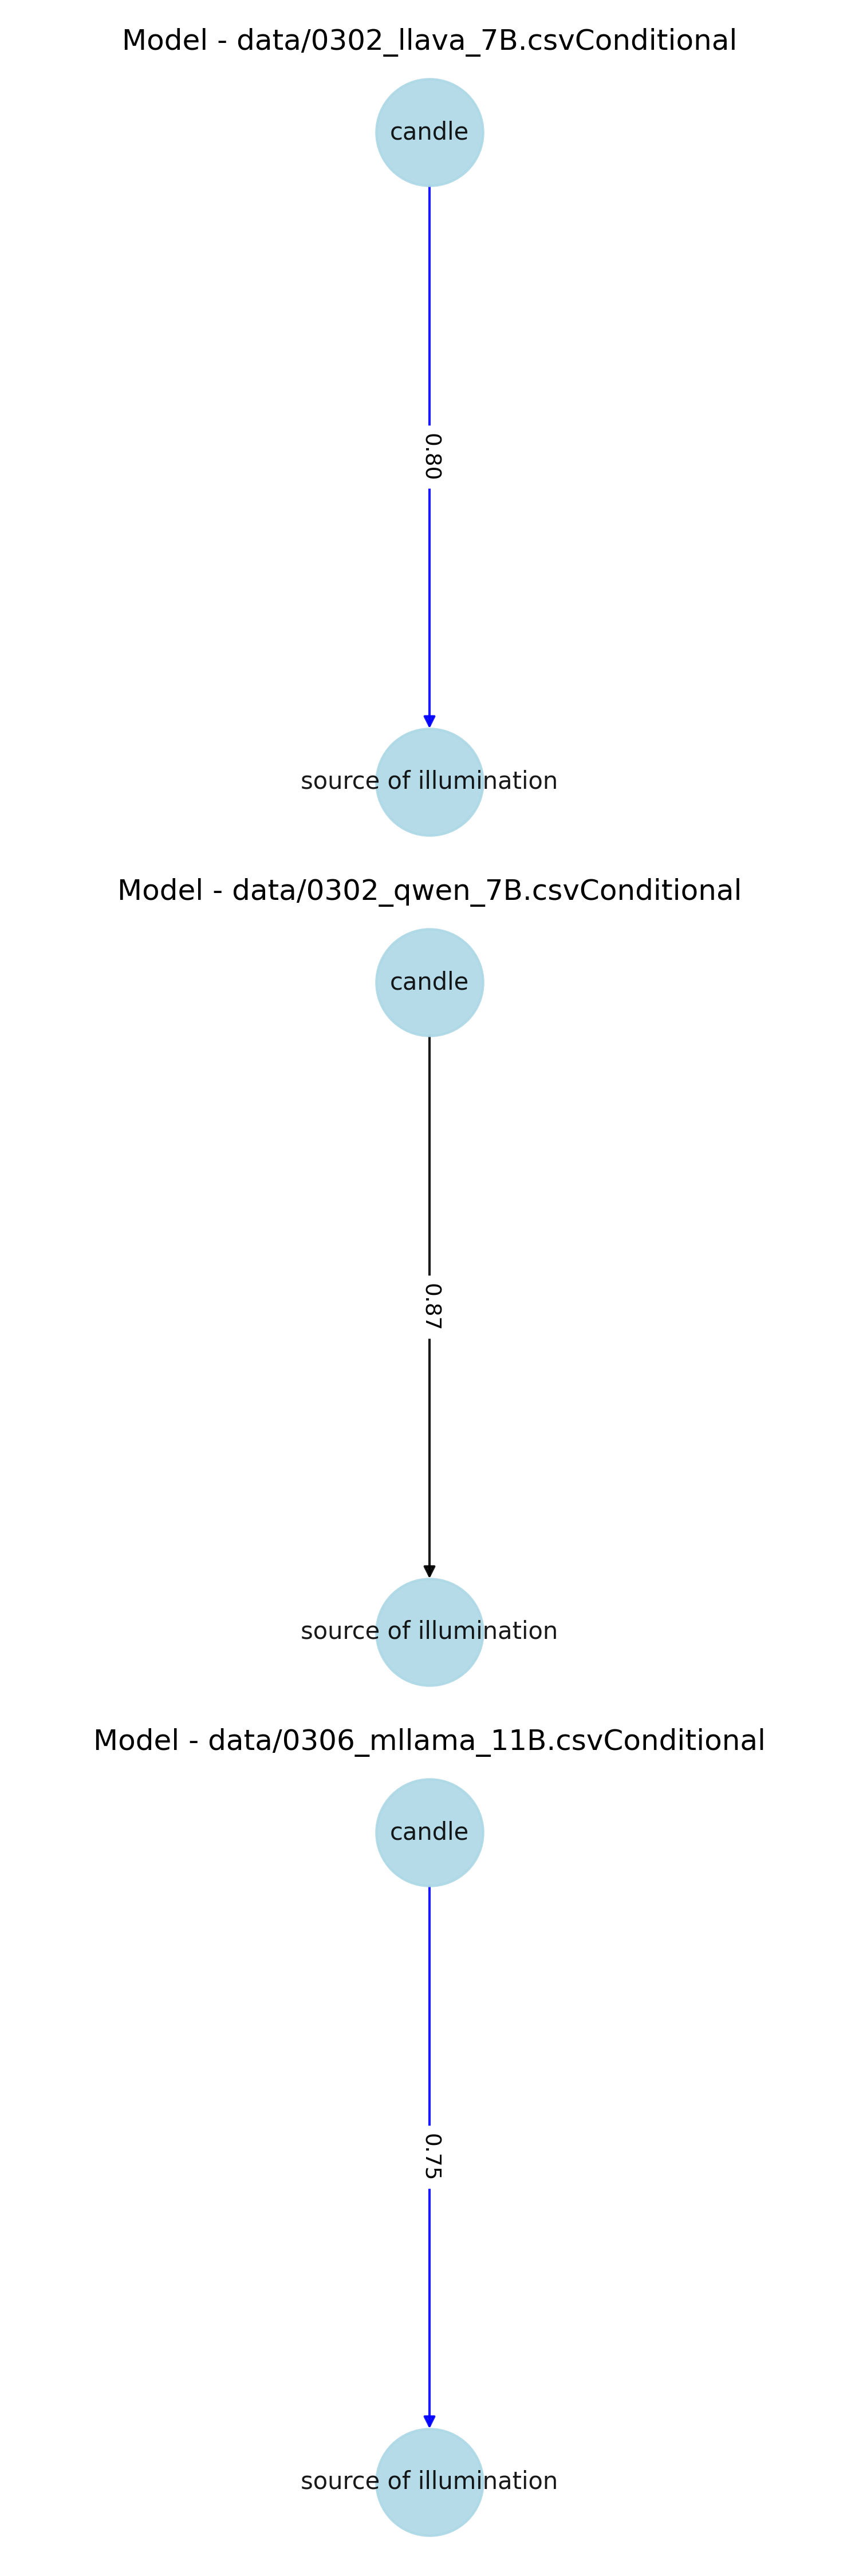 Model - data/0302_llava_7B.csvConditional
candle
0.80
source of illumination
Model - data/0302_qwen_7B.csvConditional
candle
0.87
source of illumination
Model - data/0306_mllama_11B.csvConditional
candle
0.75
source of illumination